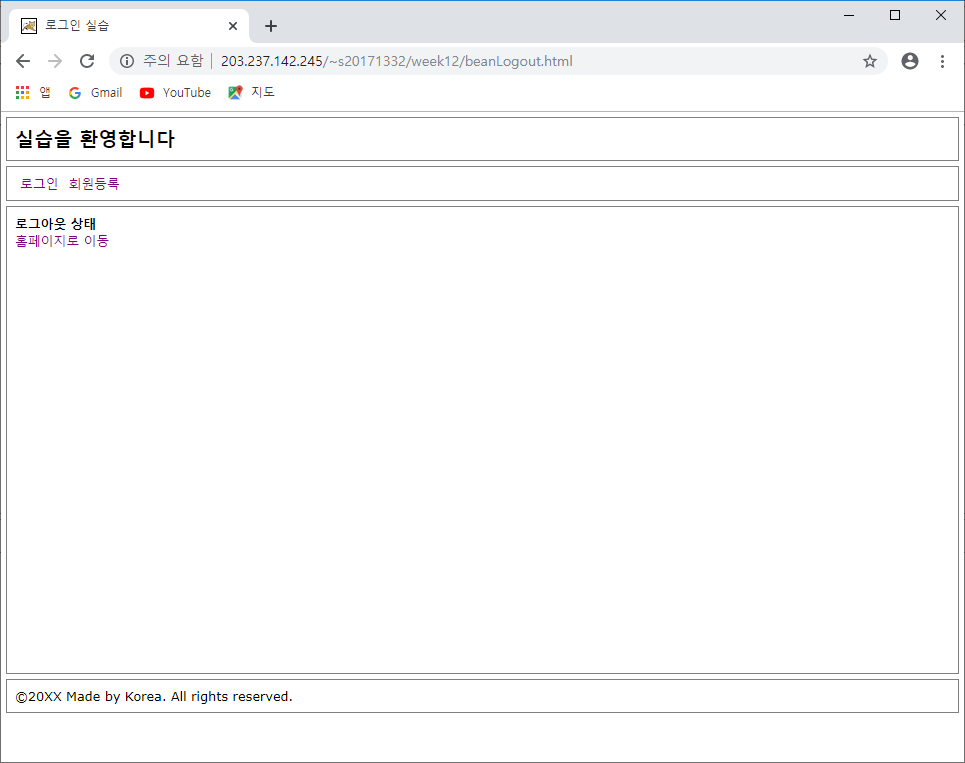 로그인 실습
주의 요함 | 203.237.142.245/~s20171332/week12/beanLogout.html
앱 Gmail YouTube 지도
실습을 환영합니다
로그인 회원등록
로그아웃 상태
홈페이지로 이동
©20XX Made by Korea. All rights reserved.